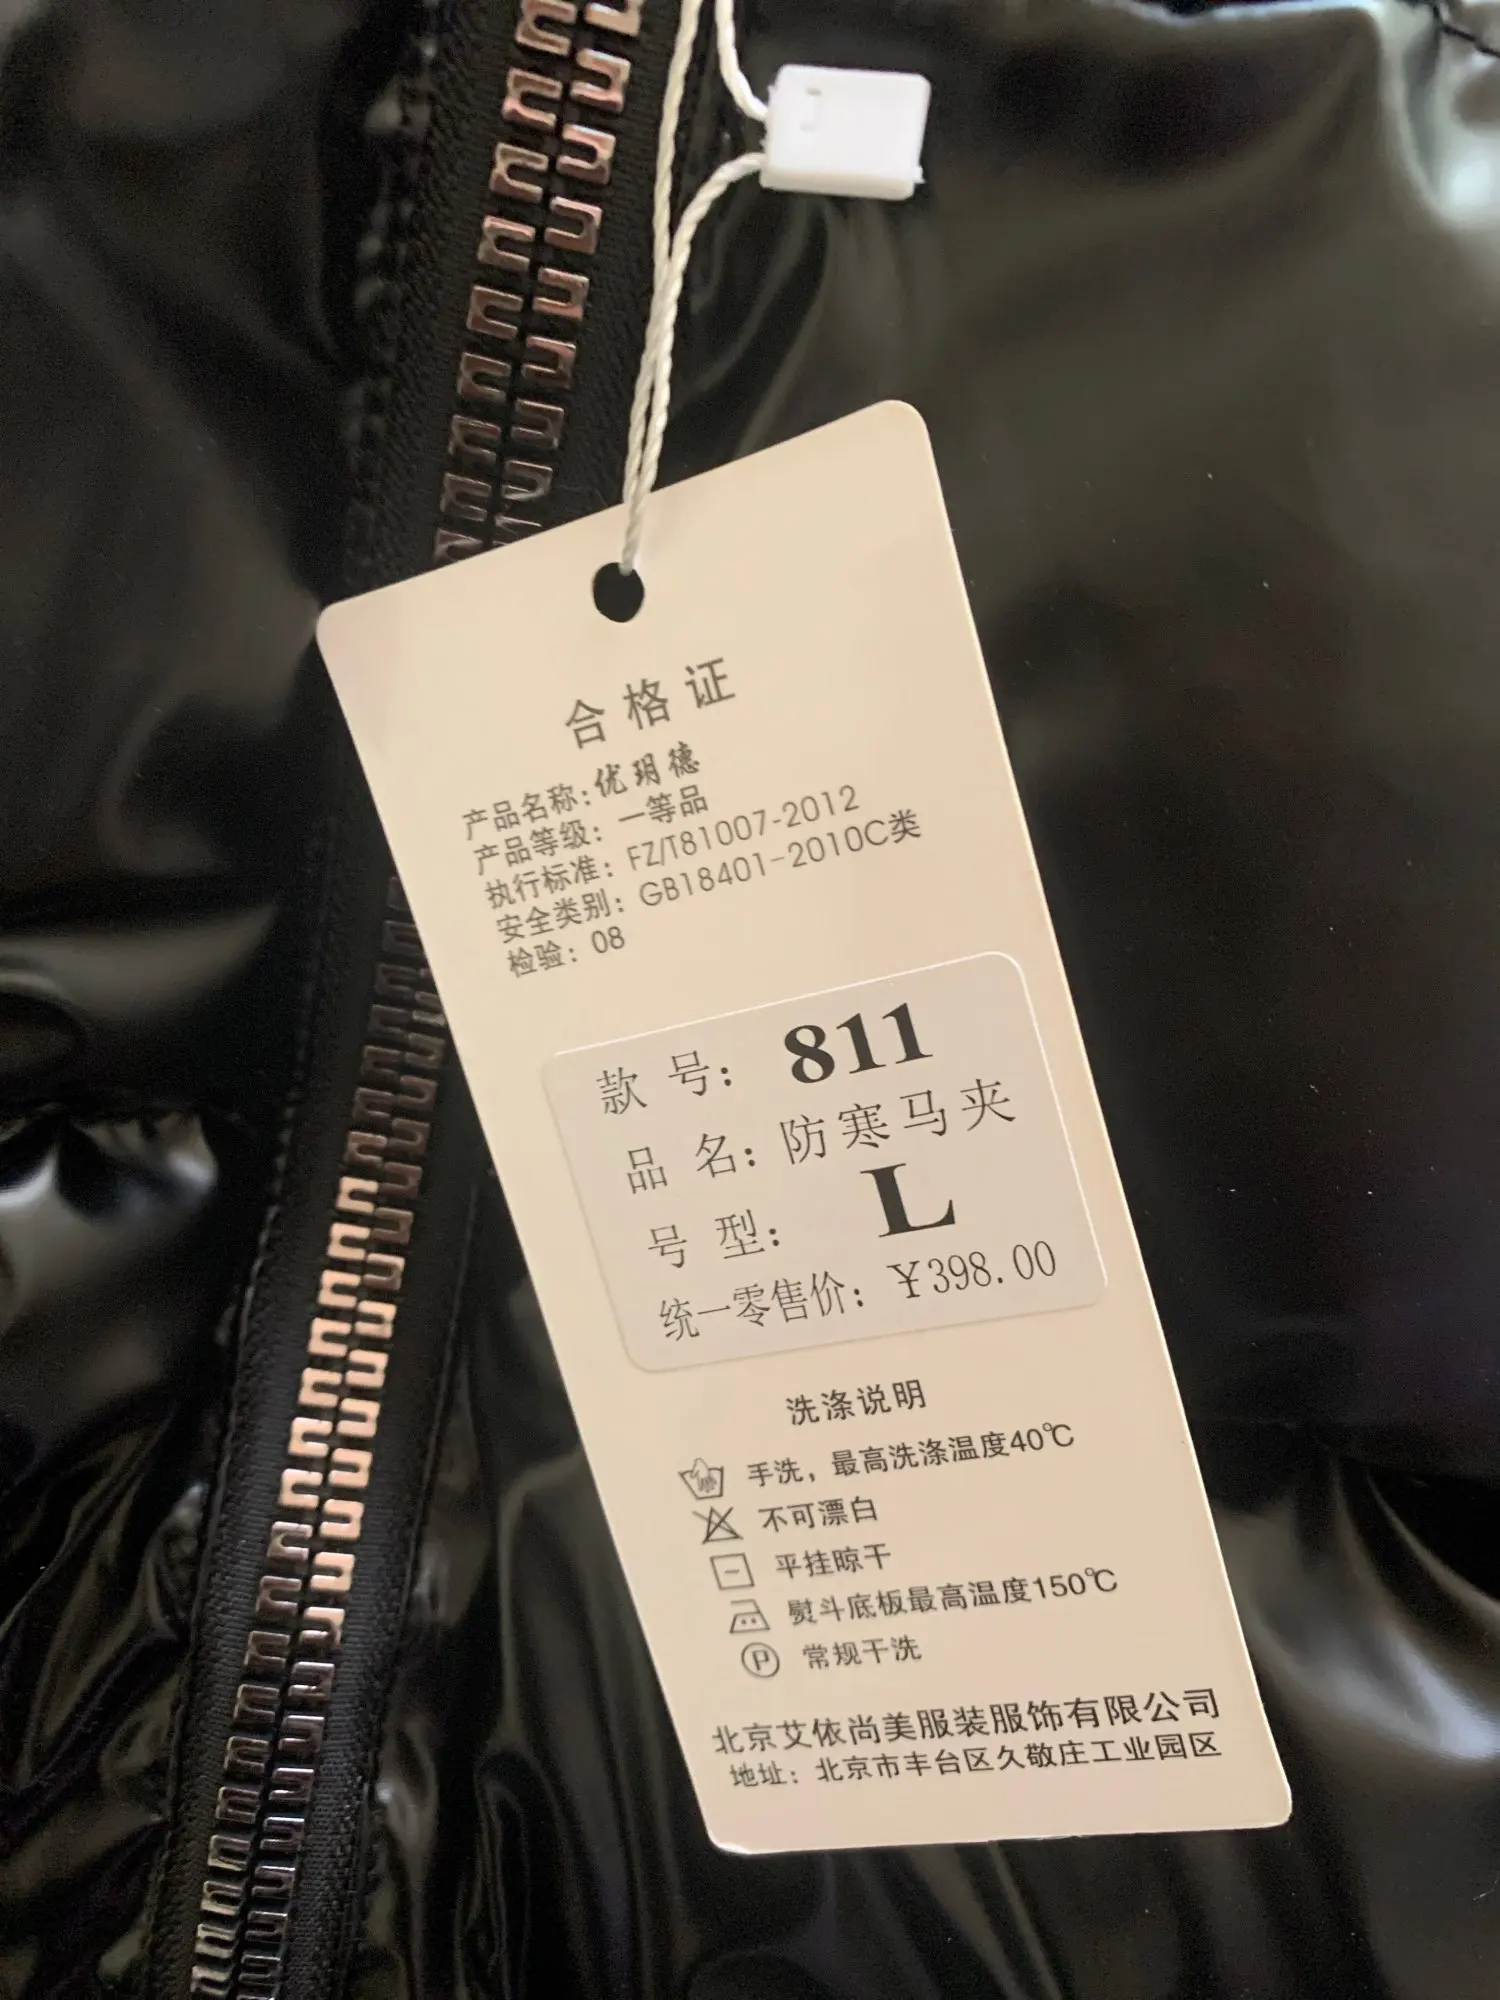 合格证
产品名称:优玥德
产品等级：一等品
执行标准：FZ/T81007-2012
安全类别：GB18401-2010C类
检验：08
款号：811
品名：防寒马夹
号型：L
统一零售价：¥398.00
洗涤说明
手洗，最高洗涤温度40℃
不可漂白
平挂晾干
熨斗底板最高温度150℃
P 常规干洗
北京艾依尚美服装服饰有限公司
地址：北京市丰台区久敬庄工业园区